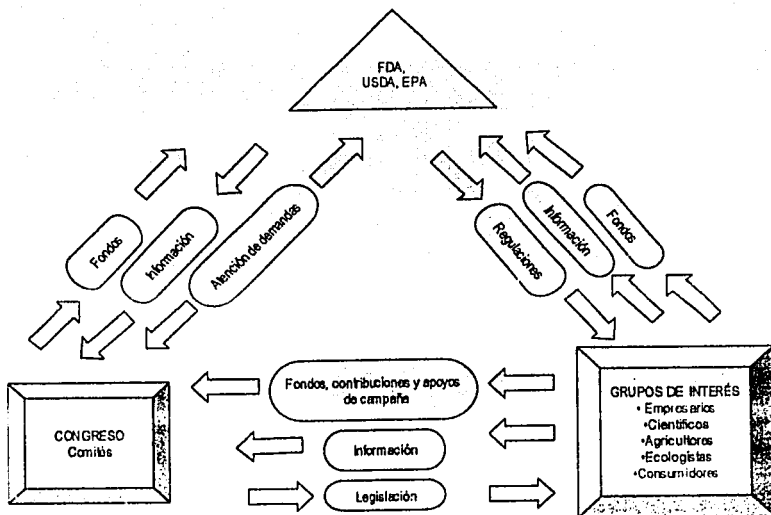 FDA,
USDA, EPA
Fondos
Información
Atención de demandas
Regulaciones
Información
Fondos
Fondos, contribuciones y apoyos
de campaña
Información
Legislación
CONGRESO
Comités
GRUPOS DE INTERÉS
• Empresarios
•Científicos
•Agricultores
•Ecologistas
•Consumidores